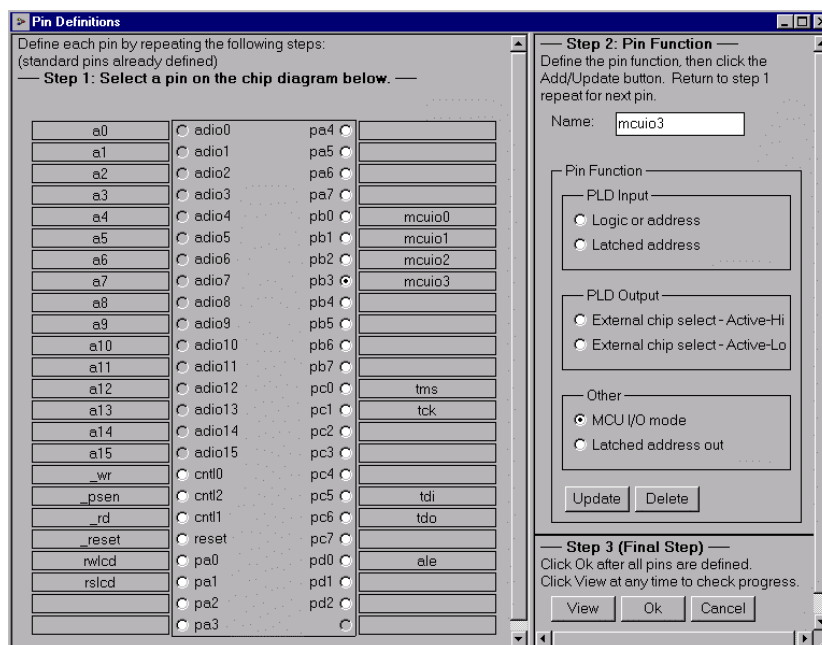 Pin Definitions
Define each pin by repeating the following steps:
(standard pins already defined)
Step 1: Select a pin on the chip diagram below.
a0 adio0 pa4
a1 adio1 pa5
a2 adio2 pa6
a3 adio3 pa7
a4 adio4 pb0 mcuio0
a5 adio5 pb1 mcuio1
a6 adio6 pb2 mcuio2
a7 adio7 pb3 mcuio3
a8 adio8 pb4
a9 adio9 pb5
a10 adio10 pb6
a11 adio11 pb7
a12 adio12 pc0 tms
a13 adio13 pc1 tck
a14 adio14 pc2
a15 adio15 pc3
_wr cntl0 pc4
_psen cntl2 pc5 tdi
_rd cntl1 pc6 tdo
_reset reset pc7
rwlcd pa0 pd0 ale
rslcd pa1 pd1
pa2 pd2
pa3
Step 2: Pin Function
Define the pin function, then click the
Add/Update button. Return to step 1
repeat for next pin.
Name: mcuio3
Pin Function
PLD Input
Logic or address
Latched address
PLD Output
External chip select - Active-Hi
External chip select - Active-Lo
Other
MCU I/O mode
Latched address out
Update Delete
Step 3 (Final Step)
Click Ok after all pins are defined.
Click View at any time to check progress.
View Ok Cancel